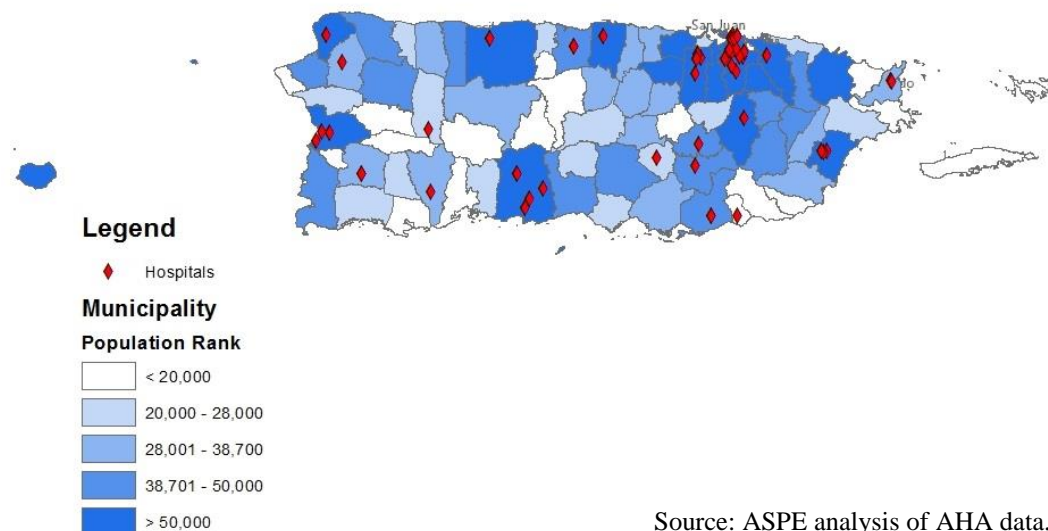 San Juan
do
Legend
Hospitals
Municipality
Population Rank
< 20,000
20,000 - 28,000
28,001 - 38,700
38,701 - 50,000
> 50,000
Source: ASPE analysis of AHA data.